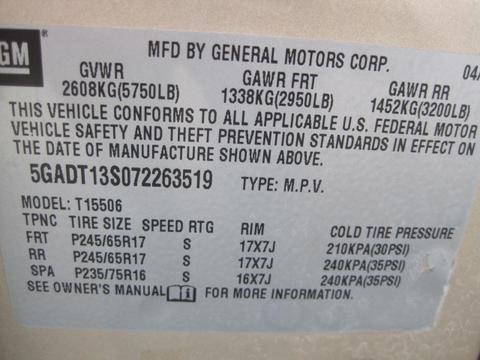 GM
MFD BY GENERAL MOTORS CORP. 04/
GVWR GAWR FRT GAWR RR
2608KG(5750LB) 1338KG(2950LB) 1452KG(3200LB)
THIS VEHICLE CONFORMS TO ALL APPLICABLE U.S. FEDERAL MOTOR
VEHICLE SAFETY AND THEFT PREVENTION STANDARDS IN EFFECT ON
THE DATE OF MANUFACTURE SHOWN ABOVE.
5GADT13S072263519 TYPE: M.P.V.
MODEL: T15506
TPNC TIRE SIZE SPEED RTG RIM COLD TIRE PRESSURE
FRT P245/65R17 S 17X7J 210KPA(30PSI)
RR P245/65R17 S 17X7J 240KPA(35PSI)
SPA P235/75R16 S 16X7J 240KPA(35PSI)
SEE OWNER'S MANUAL FOR MORE INFORMATION.